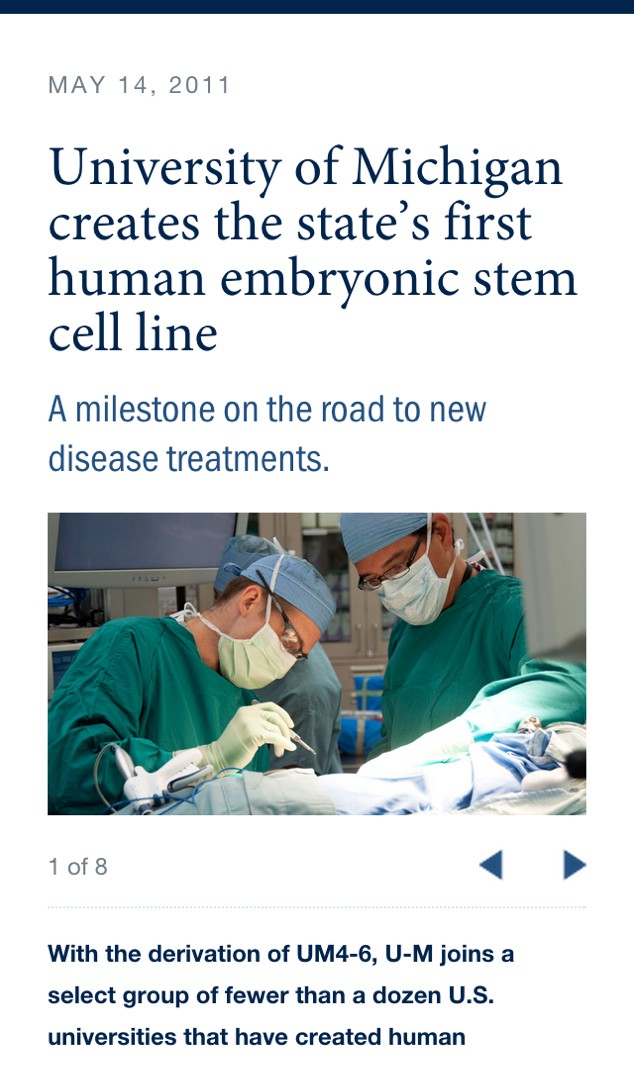 MAY 14, 2011
University of Michigan
creates the state’s first
human embryonic stem
cell line
A milestone on the road to new
disease treatments.
1 of 8
With the derivation of UM4-6, U-M joins a
select group of fewer than a dozen U.S.
universities that have created human